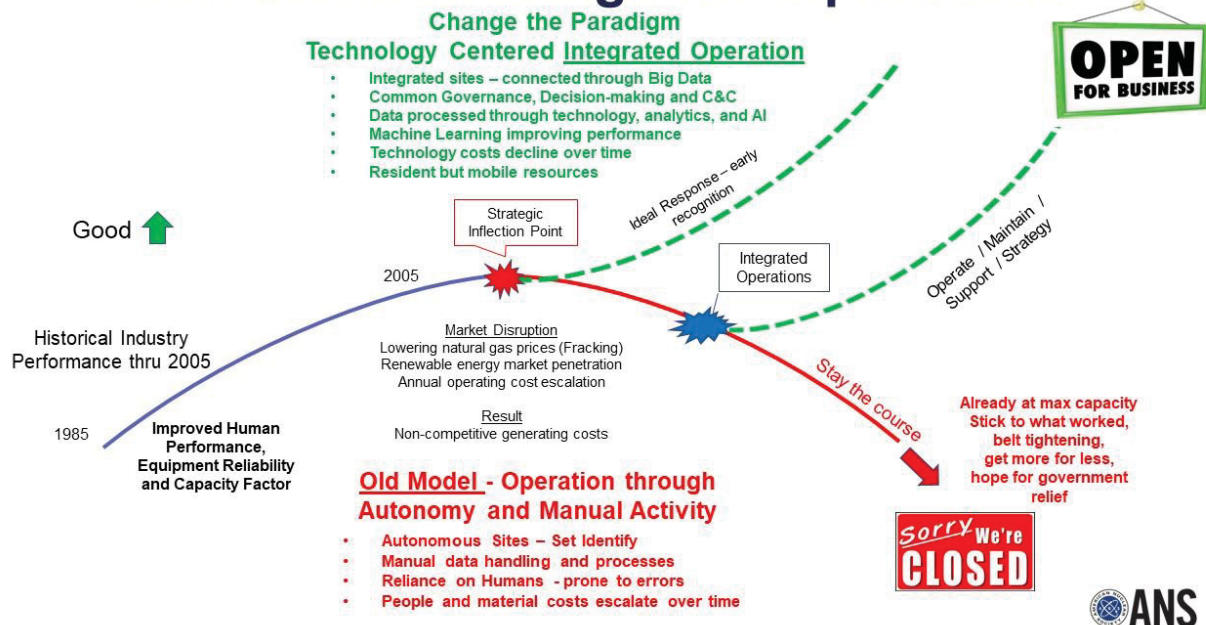 Change the Paradigm
Technology Centered Integrated Operation
• Integrated sites – connected through Big Data
• Common Governance, Decision-making and C&C
• Data processed through technology, analytics, and AI
• Machine Learning improving performance
• Technology costs decline over time
• Resident but mobile resources
OPEN
FOR BUSINESS
Good
Strategic
Inflection Point
Ideal Response – early
recognition
2005
Integrated
Operations
Operate / Maintain /
Support / Strategy
Historical Industry
Performance thru 2005
Market Disruption
Lowering natural gas prices (Fracking)
Renewable energy market penetration
Annual operating cost escalation
Result
Non-competitive generating costs
Stay the course
1985
Improved Human
Performance,
Equipment Reliability
and Capacity Factor
Already at max capacity
Stick to what worked,
belt tightening,
get more for less,
hope for government
relief
Old Model - Operation through
Autonomy and Manual Activity
• Autonomous Sites – Set Identify
• Manual data handling and processes
• Reliance on Humans - prone to errors
• People and material costs escalate over time
Sorry We're
CLOSED
ANS